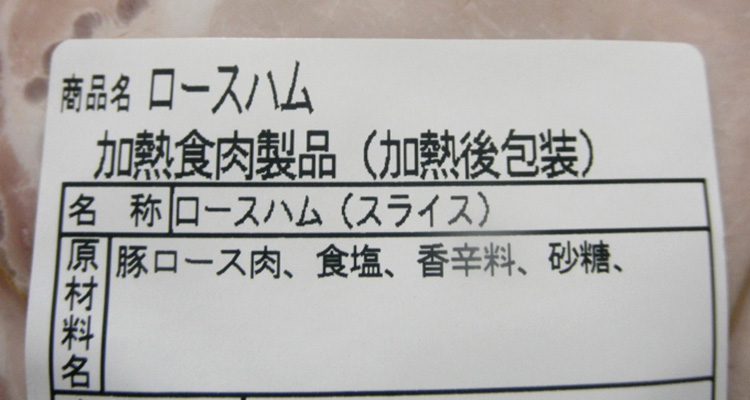 商品名 ロースハム
加熱食肉製品（加熱後包装）
名 称 ロースハム（スライス）
原材料名 豚ロース肉、食塩、香辛料、砂糖、